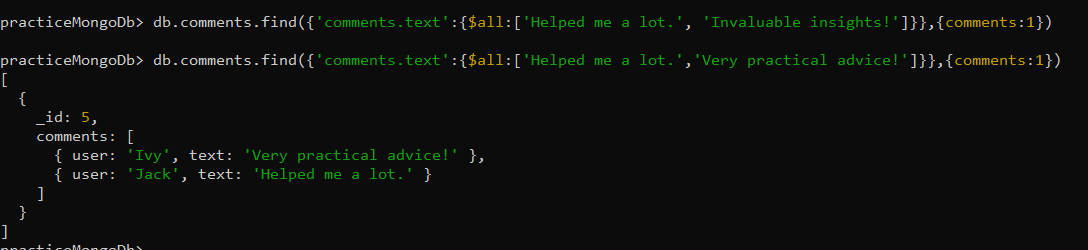 practiceMongoDb> db.comments.find({'comments.text':{$all:['Helped me a lot.', 'Invaluable insights!']}},{comments:1})
practiceMongoDb> db.comments.find({'comments.text':{$all:['Helped me a lot.','Very practical advice!']}},{comments:1})
[
  {
    _id: 5,
    comments: [
      { user: 'Ivy', text: 'Very practical advice!' },
      { user: 'Jack', text: 'Helped me a lot.' }
    ]
  }
]
practiceMongoDb>